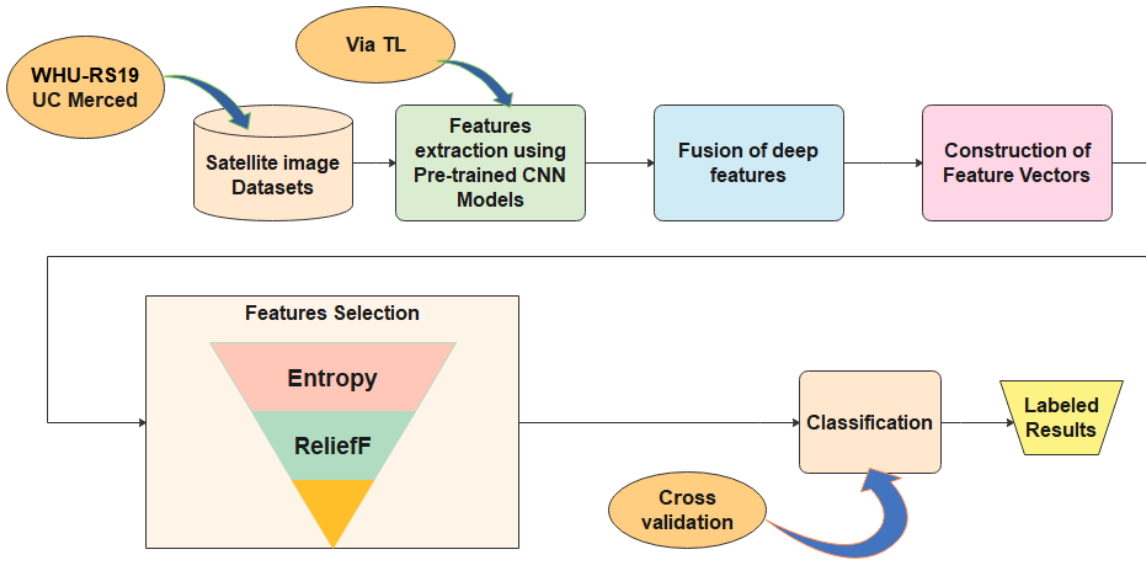 WHU-RS19
UC Merced
Via TL
Satellite image
Datasets
Features
extraction using
Pre-trained CNN
Models
Fusion of deep
features
Construction of
Feature Vectors
Features Selection
Entropy
ReliefF
Classification
Labeled
Results
Cross
validation